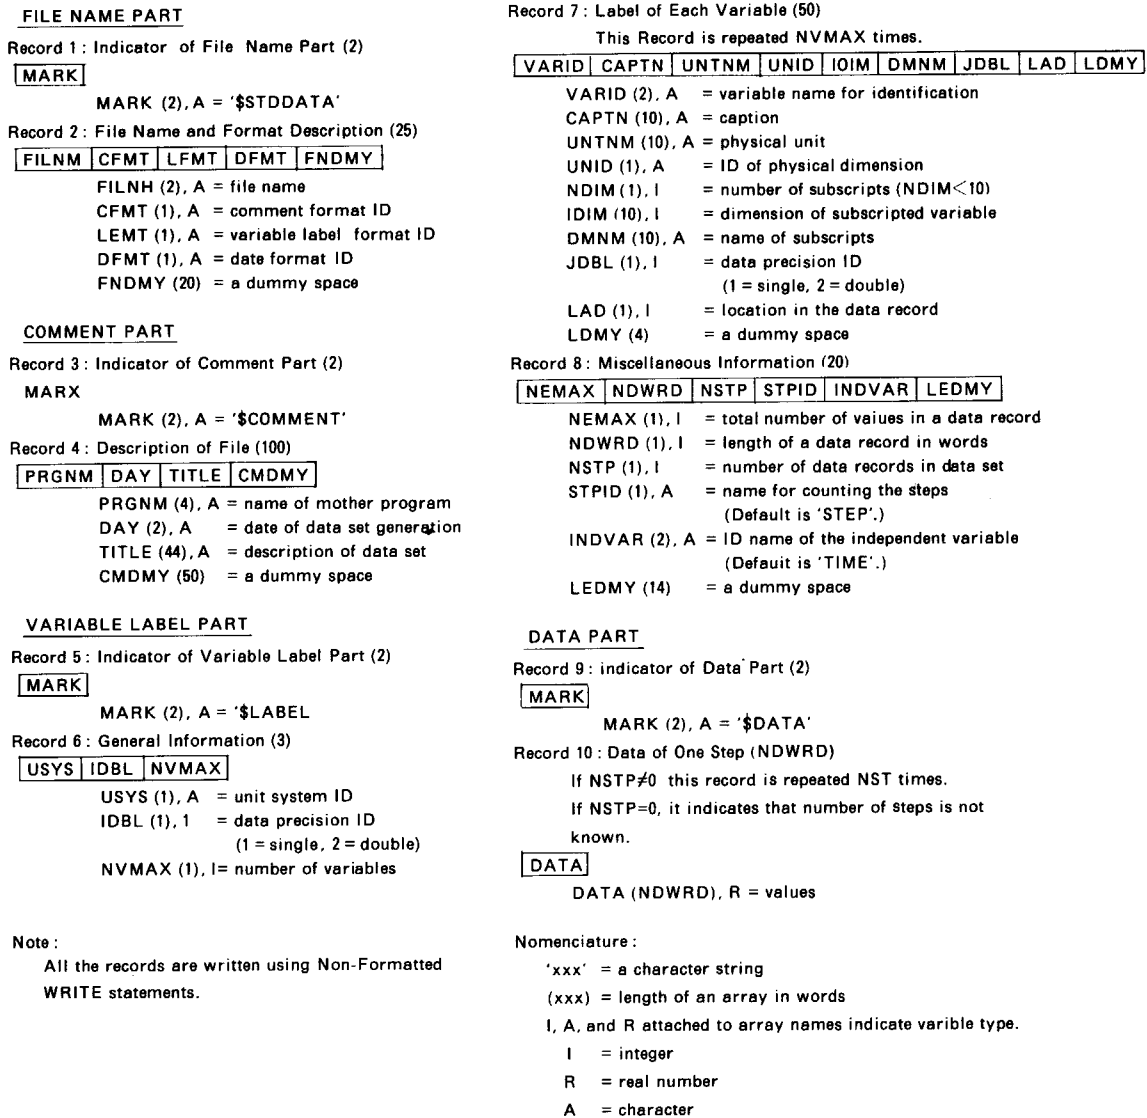 FILE NAME PART
Record 1 : Indicator of File Name Part (2)
MARK
MARK (2), A = '$STDDATA'
Record 2 : File Name and Format Description (25)
FILNM CFMT LFMT DFMT FNDMY
FILNH (2), A = file name
CFMT (1), A = comment format ID
LEMT (1), A = variable label format ID
DFMT (1), A = date format ID
FNDMY (20) = a dummy space
COMMENT PART
Record 3 : Indicator of Comment Part (2)
MARX
MARK (2), A = '$COMMENT'
Record 4 : Description of File (100)
PRGNM DAY TITLE CMDMY
PRGNM (4), A = name of mother program
DAY (2), A = date of data set generation
TITLE (44), A = description of data set
CMDMY (50) = a dummy space
VARIABLE LABEL PART
Record 5 : Indicator of Variable Label Part (2)
MARK
MARK (2), A = '$LABEL
Record 6 : General Information (3)
USYS IDBL NVMAX
USYS (1), A = unit system ID
IDBL (1), 1 = data precision ID
(1 = single, 2 = double)
NVMAX (1), I= number of variables
Note :
All the records are written using Non-Formatted
WRITE statements.
Record 7 : Label of Each Variable (50)
This Record is repeated NVMAX times.
VARID CAPTN UNTNM UNID IOIM DMNM JDBL LAD LDMY
VARID (2), A = variable name for identification
CAPTN (10), A = caption
UNTNM (10), A = physical unit
UNID (1), A = ID of physical dimension
NDIM (1), I = number of subscripts (NDIM<10)
IDIM (10), I = dimension of subscripted variable
DMNM (10), A = name of subscripts
JDBL (1), I = data precision ID
(1 = single, 2 = double)
LAD (1), I = location in the data record
LDMY (4) = a dummy space
Record 8 : Miscellaneous Information (20)
NEMAX NDWRD NSTP STPID INDVAR LEDMY
NEMAX (1), I = total number of vaiues in a data record
NDWRD (1), I = length of a data record in words
NSTP (1), I = number of data records in data set
STPID (1), A = name for counting the steps
(Default is 'STEP'.)
INDVAR (2), A = ID name of the independent variable
(Defauit is 'TIME'.)
LEDMY (14) = a dummy space
DATA PART
Record 9 : indicator of Data Part (2)
MARK
MARK (2), A = '$DATA'
Record 10 : Data of One Step (NDWRD)
If NSTP≠0 this record is repeated NST times.
If NSTP=0, it indicates that number of steps is not
known.
DATA
DATA (NDWRD), R = values
Nomenciature :
'xxx' = a character string
(xxx) = length of an array in words
I, A, and R attached to array names indicate varible type.
I = integer
R = real number
A = character